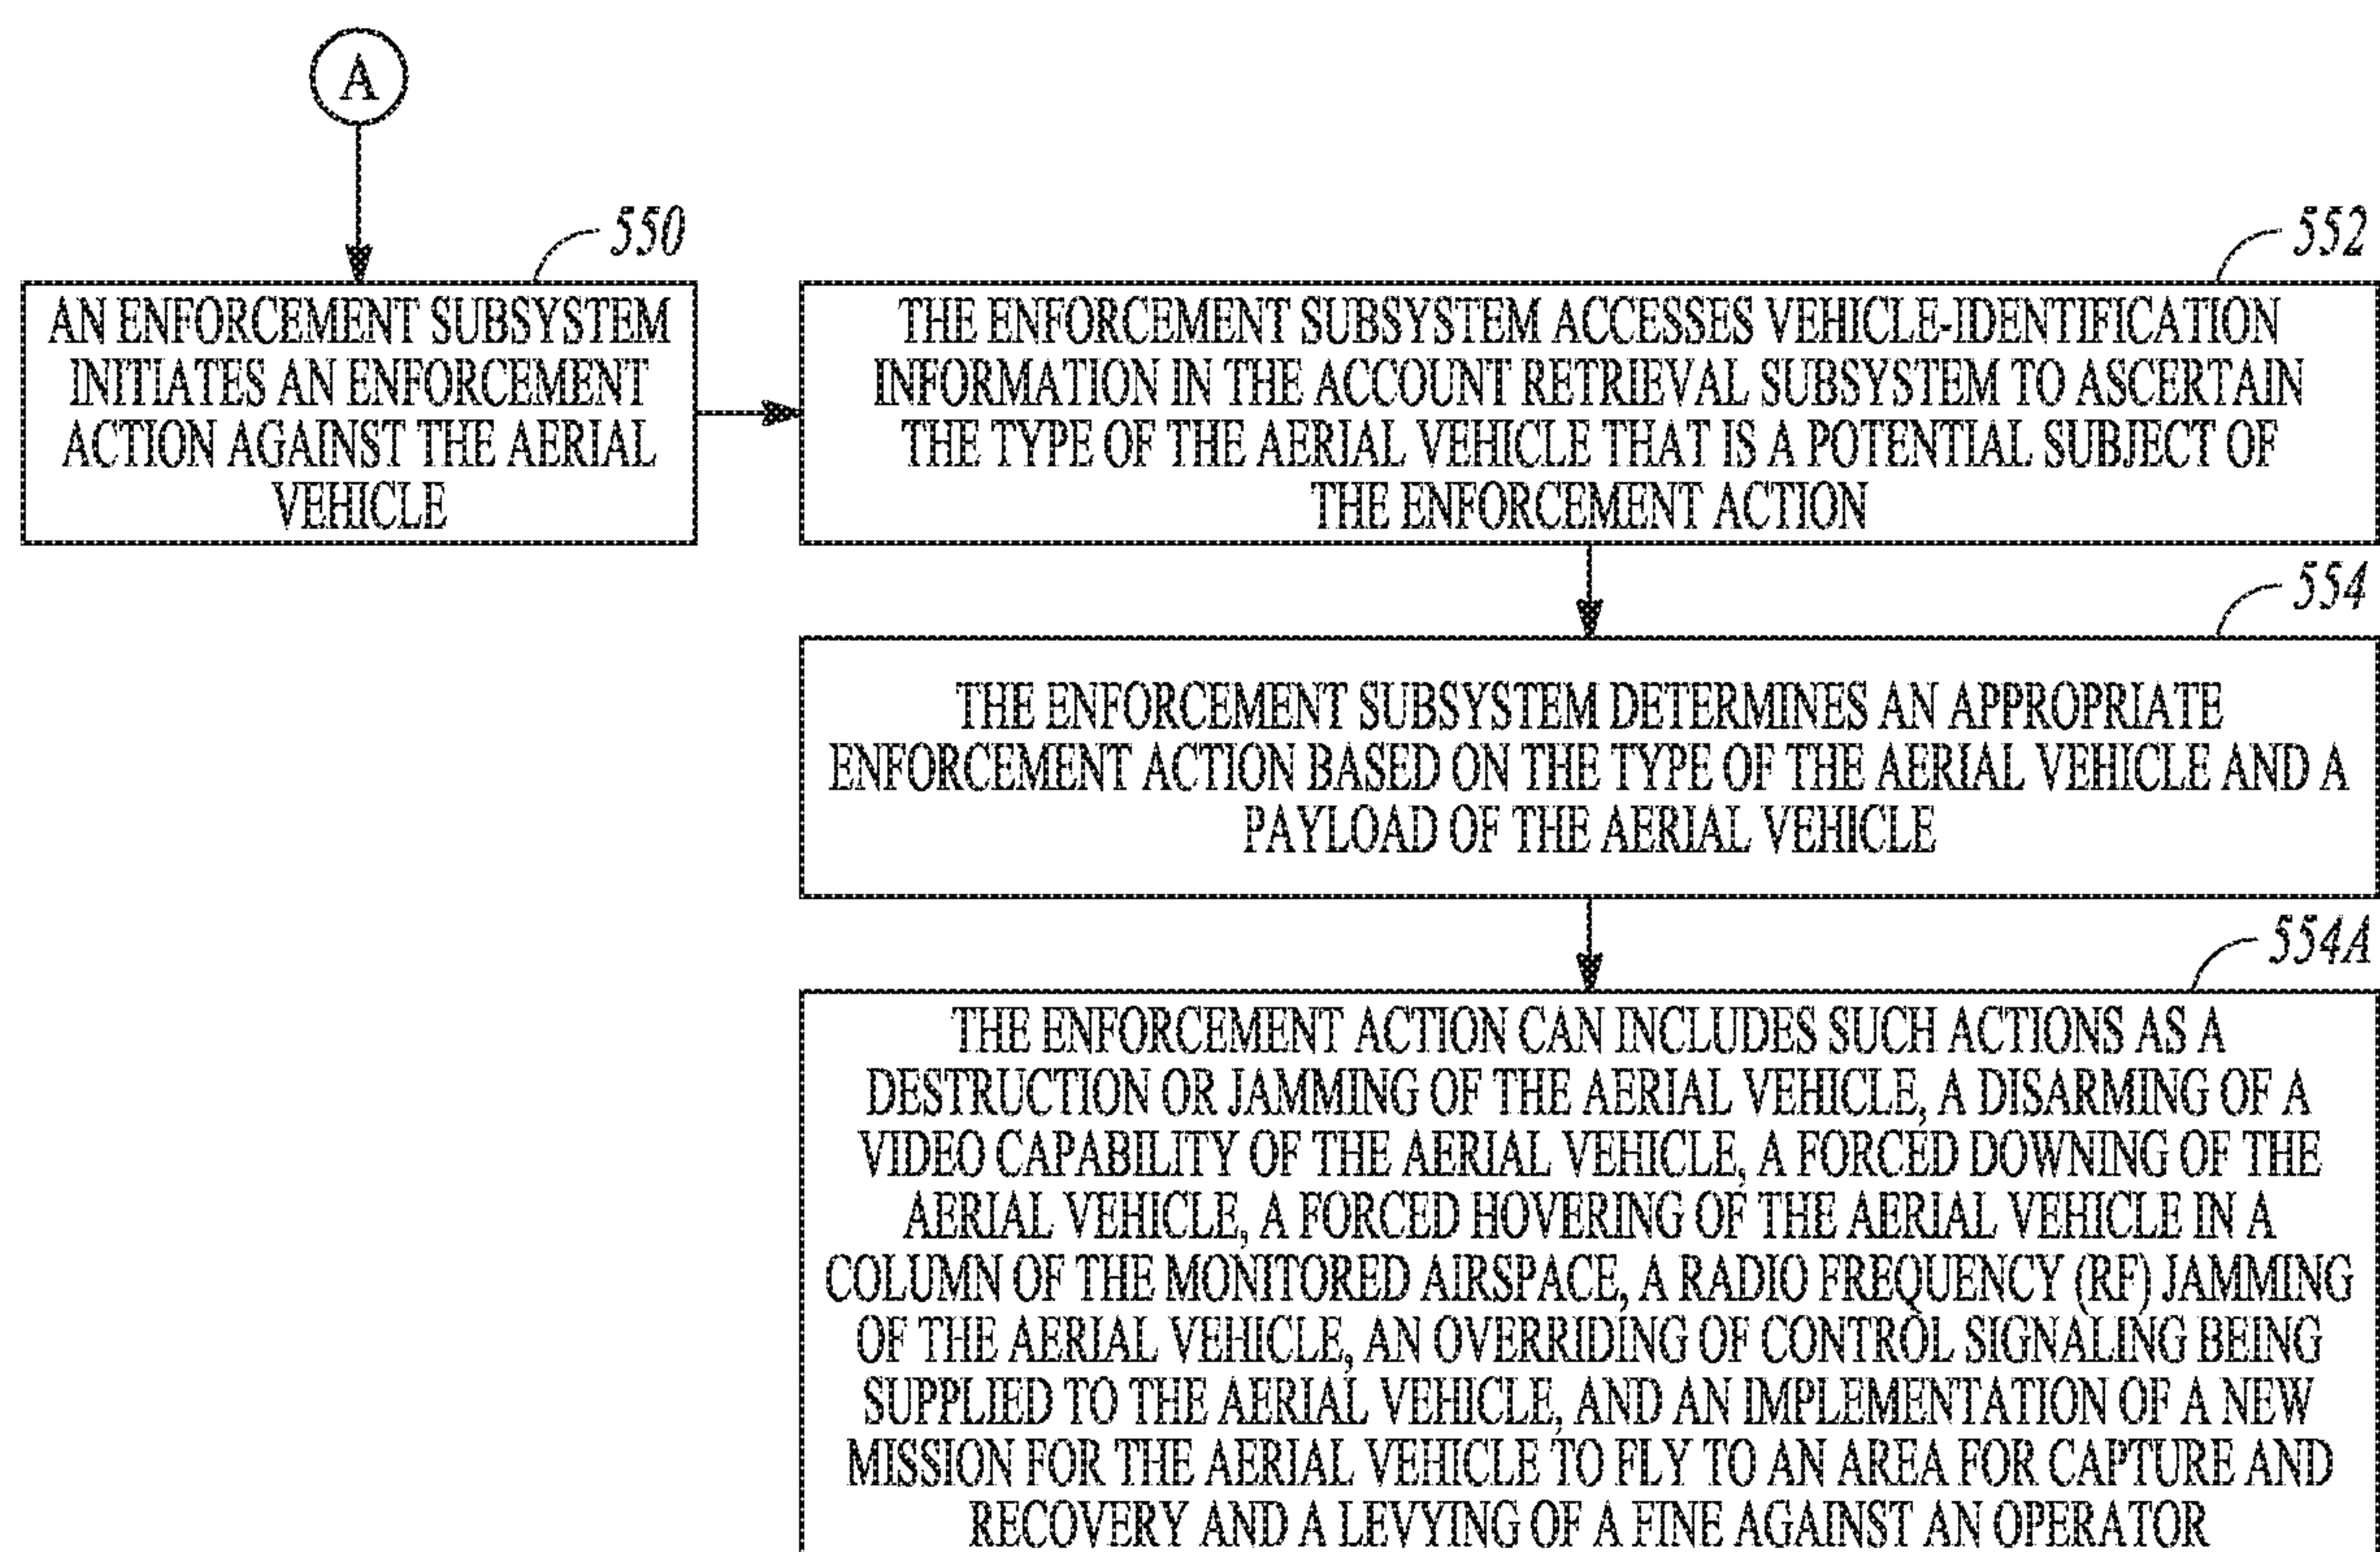 A
550
AN ENFORCEMENT SUBSYSTEM
INITIATES AN ENFORCEMENT
ACTION AGAINST THE AERIAL
VEHICLE
552
THE ENFORCEMENT SUBSYSTEM ACCESSES VEHICLE-IDENTIFICATION
INFORMATION IN THE ACCOUNT RETRIEVAL SUBSYSTEM TO ASCERTAIN
THE TYPE OF THE AERIAL VEHICLE THAT IS A POTENTIAL SUBJECT OF
THE ENFORCEMENT ACTION
554
THE ENFORCEMENT SUBSYSTEM DETERMINES AN APPROPRIATE
ENFORCEMENT ACTION BASED ON THE TYPE OF THE AERIAL VEHICLE AND A
PAYLOAD OF THE AERIAL VEHICLE
554A
THE ENFORCEMENT ACTION CAN INCLUDES SUCH ACTIONS AS A
DESTRUCTION OR JAMMING OF THE AERIAL VEHICLE, A DISARMING OF A
VIDEO CAPABILITY OF THE AERIAL VEHICLE, A FORCED DOWNING OF THE
AERIAL VEHICLE, A FORCED HOVERING OF THE AERIAL VEHICLE IN A
COLUMN OF THE MONITORED AIRSPACE, A RADIO FREQUENCY (RF) JAMMING
OF THE AERIAL VEHICLE, AN OVERRIDING OF CONTROL SIGNALING BEING
SUPPLIED TO THE AERIAL VEHICLE, AND AN IMPLEMENTATION OF A NEW
MISSION FOR THE AERIAL VEHICLE TO FLY TO AN AREA FOR CAPTURE AND
RECOVERY AND A LEVYING OF A FINE AGAINST AN OPERATOR